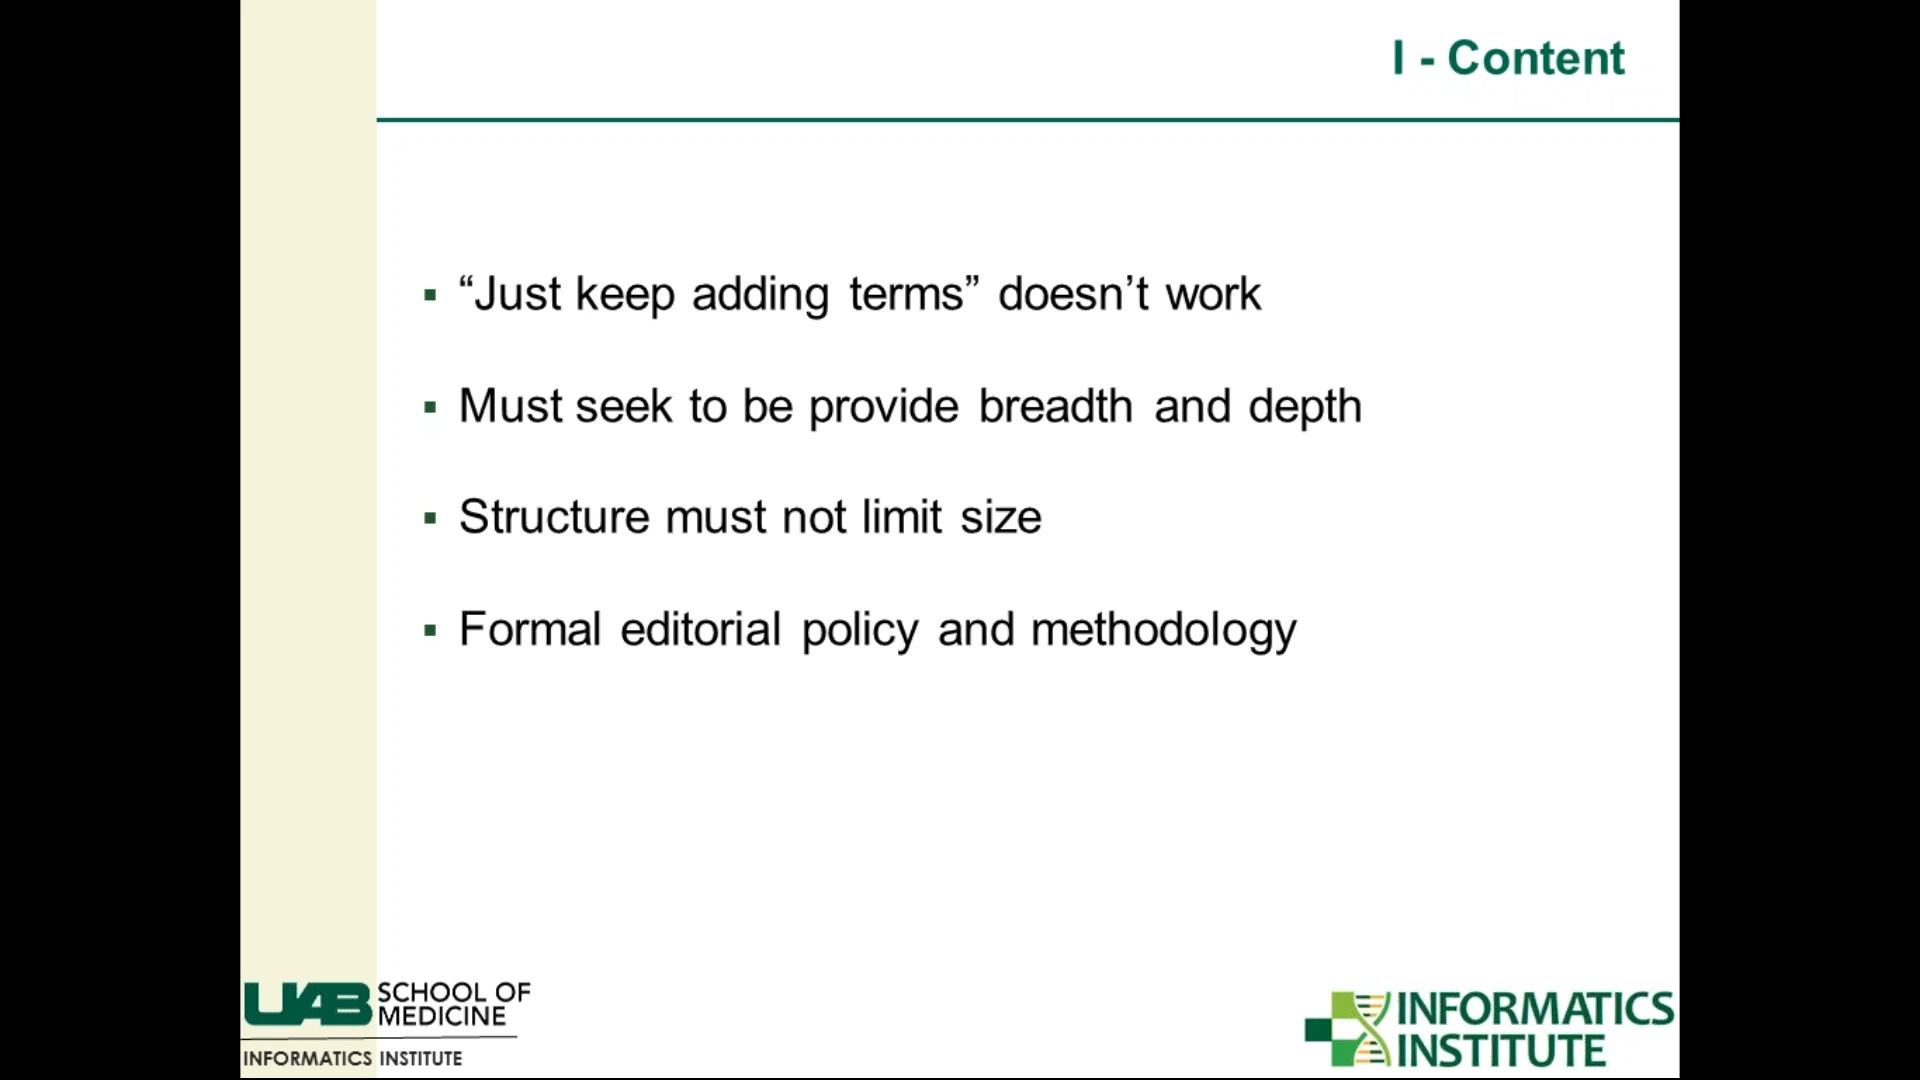 I - Content
▪ “Just keep adding terms” doesn’t work
▪ Must seek to be provide breadth and depth
▪ Structure must not limit size
▪ Formal editorial policy and methodology
UAB SCHOOL OF
MEDICINE
INFORMATICS INSTITUTE
INFORMATICS
INSTITUTE